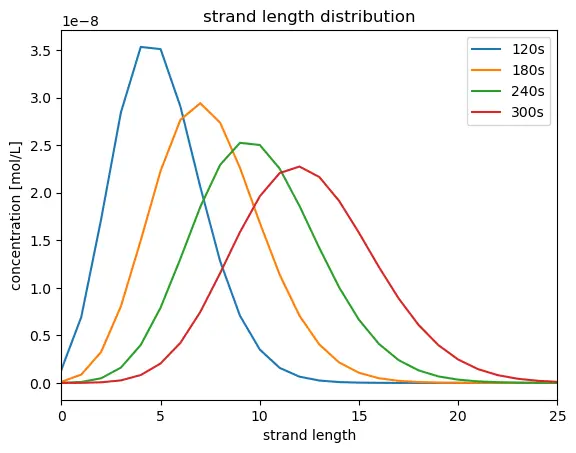 strand length distribution
1e−8
120s
180s
240s
300s
3.5
3.0
2.5
2.0
1.5
1.0
0.5
0.0
concentration [mol/L]
0 5 10 15 20 25
strand length